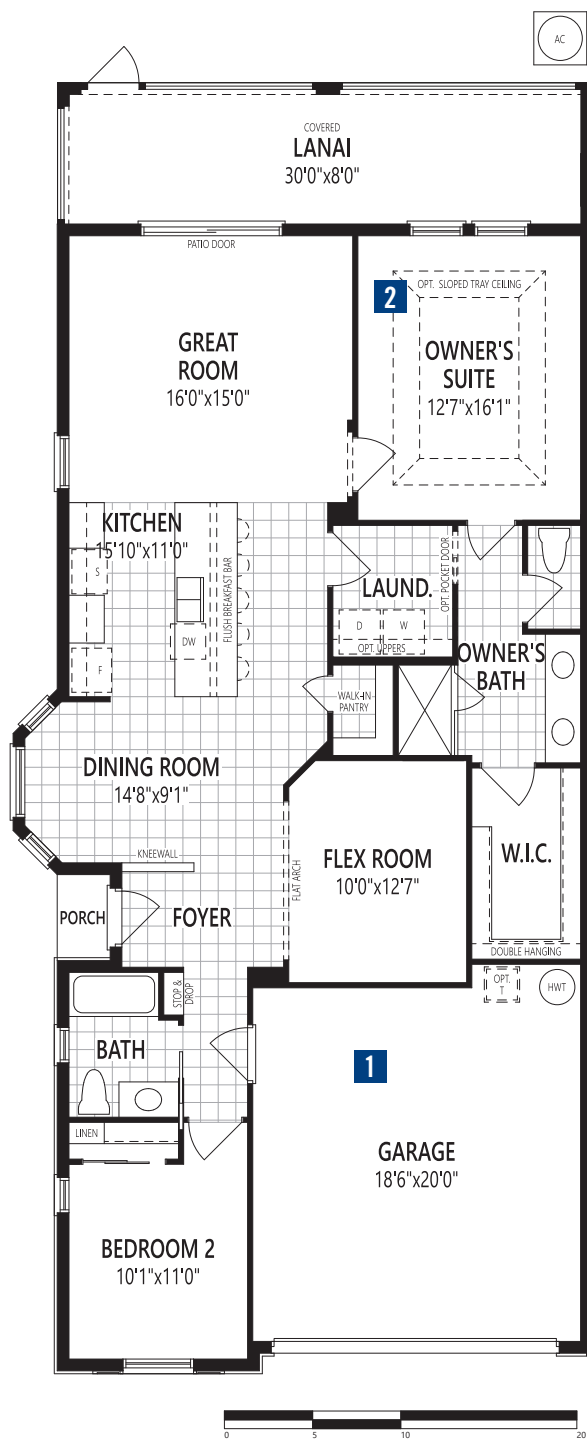 AC
COVERED
LANAI
30'0"x8'0"
PATIO DOOR
2
OPT. SLOPED TRAY CEILING
GREAT
ROOM
16'0"x15'0"
OWNER'S
SUITE
12'7"x16'1"
KITCHEN
15'10"x11'0"
S
DW
F
FLUSH BREAKFAST BAR
LAUND.
D
W
OPT. UPPERS
OPT. POCKET DOOR
OWNER'S
BATH
WALK-IN
PANTRY
DINING ROOM
14'8"x9'1"
KNEEWALL
FLAT ARCH
FLEX ROOM
10'0"x12'7"
W.I.C.
DOUBLE HANGING
PORCH
FOYER
STOP &
DROP
OPT.
T
HWT
BATH
1
LINEN
GARAGE
18'6"x20'0"
BEDROOM 2
10'1"x11'0"
0 5 10 20